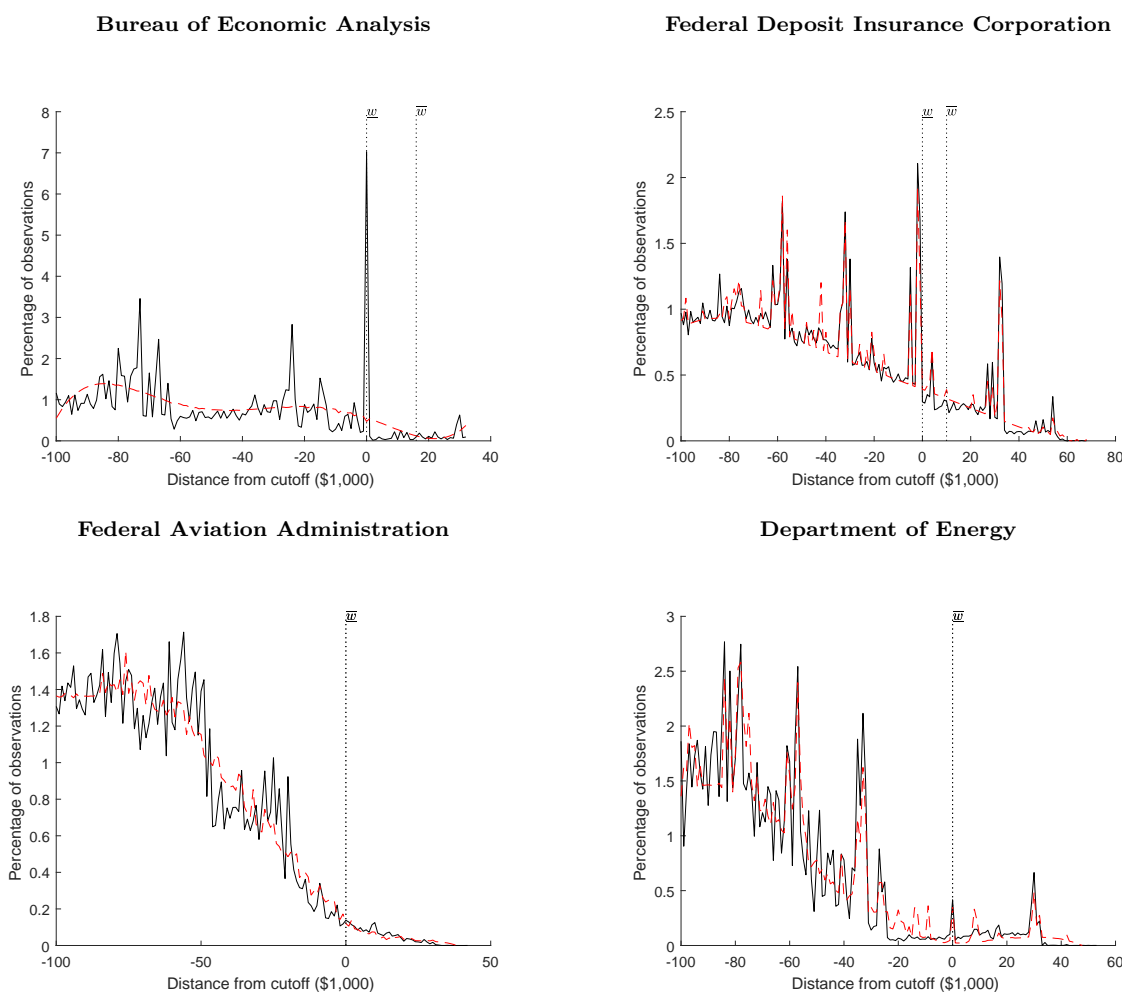 Bureau of Economic Analysis
Federal Deposit Insurance Corporation
8
7
6
5
4
3
2
1
0
Percentage of observations
w
w
-100 -80 -60 -40 -20 0 20 40
Distance from cutoff ($1,000)
2.5
2
1.5
1
0.5
0
Percentage of observations
w
w
-100 -80 -60 -40 -20 0 20 40 60 80
Distance from cutoff ($1,000)
Federal Aviation Administration
Department of Energy
1.8
1.6
1.4
1.2
1
0.8
0.6
0.4
0.2
0
Percentage of observations
w
-100 -50 0 50
Distance from cutoff ($1,000)
3
2.5
2
1.5
1
0.5
0
Percentage of observations
w
-100 -80 -60 -40 -20 0 20 40 60
Distance from cutoff ($1,000)